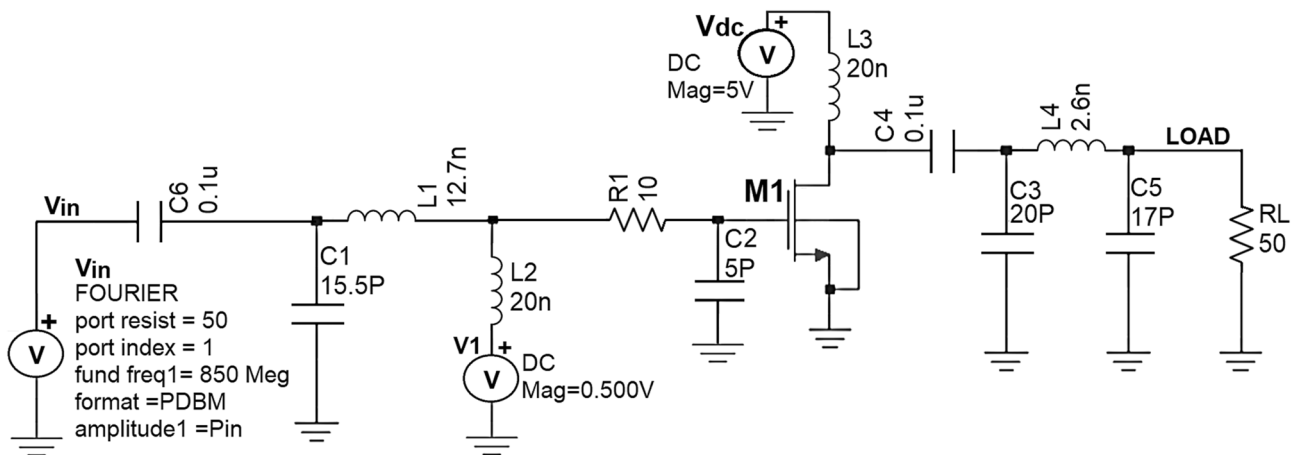 Vdc
+
V
DC
Mag=5V
L3
20n
C4
0.1u
L4
2.6n
LOAD
M1
C3
20P
C5
17P
RL
50
Vin
C6
0.1u
L1
12.7n
R1
10
C1
15.5P
L2
20n
C2
5P
Vin
FOURIER
port resist = 50
port index = 1
fund freq1= 850 Meg
format =PDBM
amplitude1 =Pin
+
V
V1
+
V
DC
Mag=0.500V